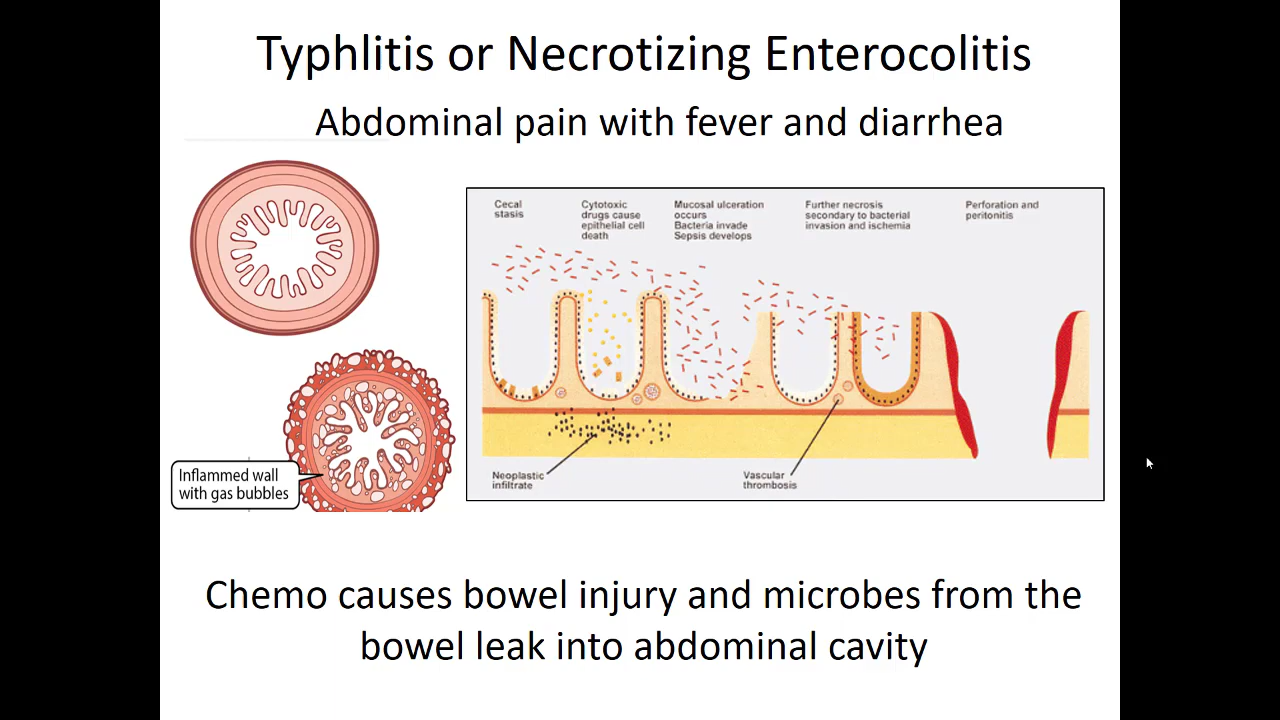 Typhlitis or Necrotizing Enterocolitis
Abdominal pain with fever and diarrhea
Cecal
stasis
Cytotoxic
drugs cause
epithelial cell
death
Mucosal ulceration
occurs
Bacteria invade
Sepsis develops
Further necrosis
secondary to bacterial
invasion and ischemia
Perforation and
peritonitis
Inflammed wall
with gas bubbles
Neoplastic
infiltrate
Vascular
thrombosis
Chemo causes bowel injury and microbes from the
bowel leak into abdominal cavity